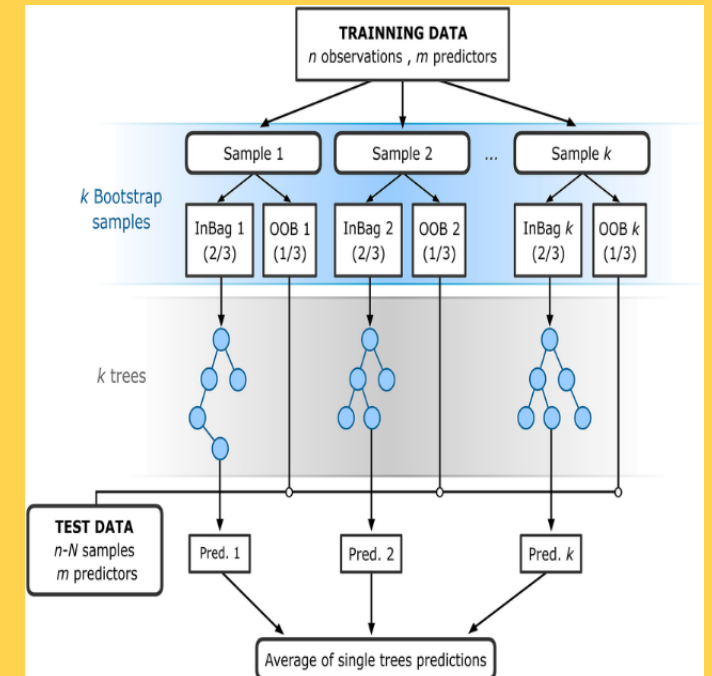 TRAINNING DATA
n observations , m predictors
Sample 1
Sample 2
...
Sample k
k Bootstrap
samples
InBag 1
(2/3)
OOB 1
(1/3)
InBag 2
(2/3)
OOB 2
(1/3)
InBag k
(2/3)
OOB k
(1/3)
k trees
TEST DATA
n-N samples
m predictors
Pred. 1
Pred. 2
Pred. k
Average of single trees predictions